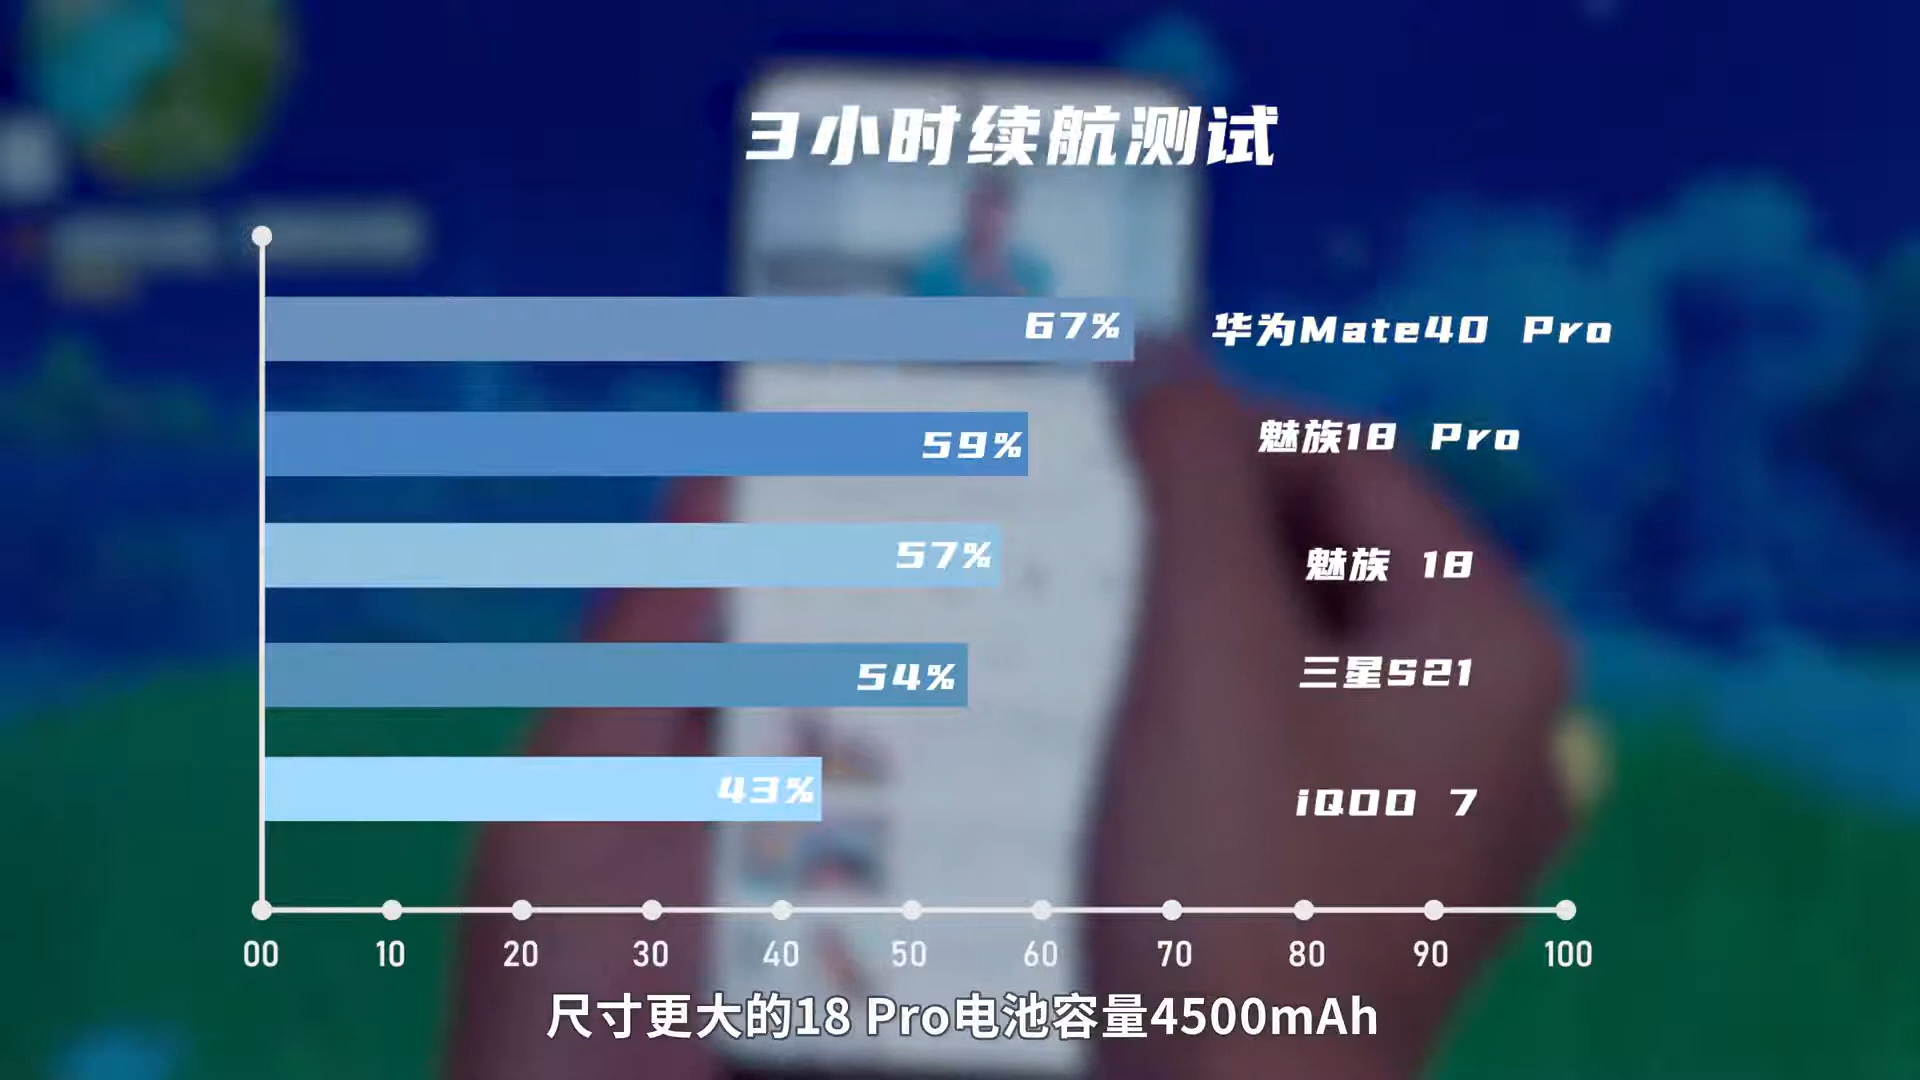 3小时续航测试
67% 华为Mate40 Pro
59% 魅族18 Pro
57% 魅族 18
54% 三星S21
43% iQOO 7
00 10 20 30 40 50 60 70 80 90 100
尺寸更大的18 Pro电池容量4500mAh